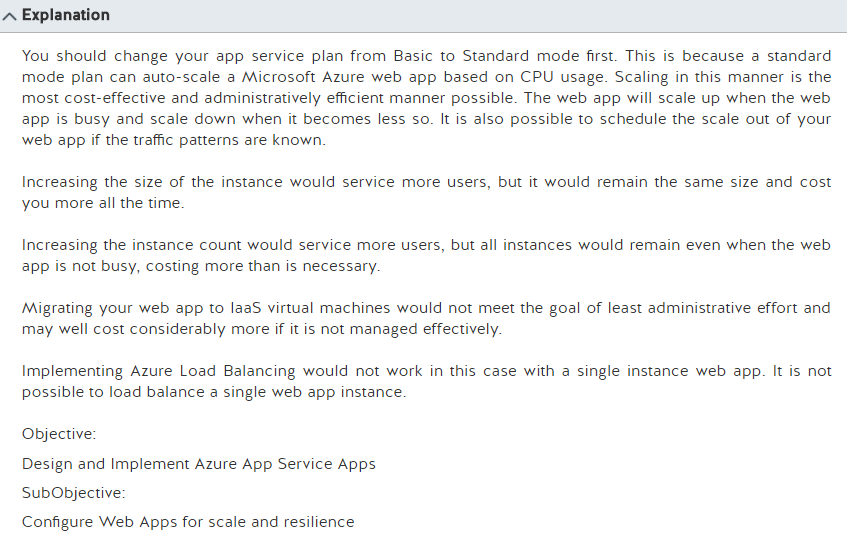 Explanation
You should change your app service plan from Basic to Standard mode first. This is because a standard
mode plan can auto-scale a Microsoft Azure web app based on CPU usage. Scaling in this manner is the
most cost-effective and administratively efficient manner possible. The web app will scale up when the web
app is busy and scale down when it becomes less so. It is also possible to schedule the scale out of your
web app if the traffic patterns are known.
Increasing the size of the instance would service more users, but it would remain the same size and cost
you more all the time.
Increasing the instance count would service more users, but all instances would remain even when the web
app is not busy, costing more than is necessary.
Migrating your web app to IaaS virtual machines would not meet the goal of least administrative effort and
may well cost considerably more if it is not managed effectively.
Implementing Azure Load Balancing would not work in this case with a single instance web app. It is not
possible to load balance a single web app instance.
Objective:
Design and Implement Azure App Service Apps
SubObjective:
Configure Web Apps for scale and resilience